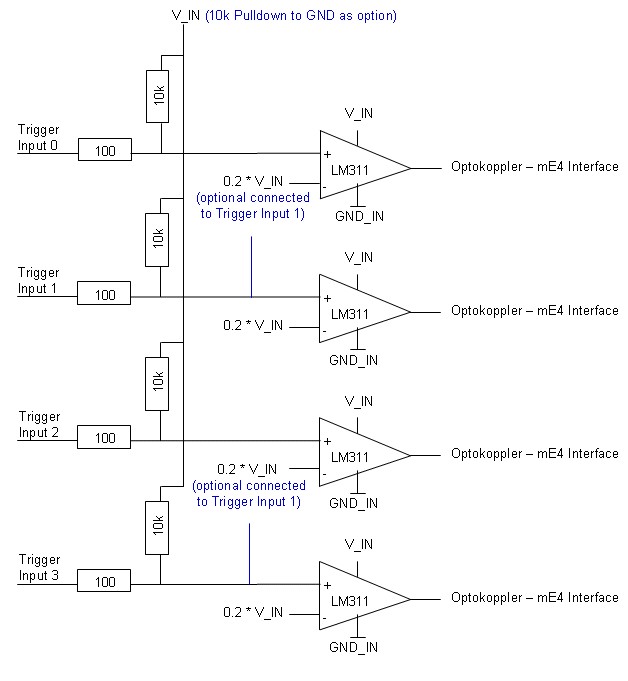 V_IN (10k Pulldown to GND as option)
10k
V_IN
Trigger
Input 0
100
+
LM311
Optokoppler – mE4 Interface
0.2 * V_IN
-
(optional connected
to Trigger Input 1)
GND_IN
10k
V_IN
Trigger
Input 1
100
+
LM311
Optokoppler – mE4 Interface
0.2 * V_IN
-
GND_IN
10k
V_IN
Trigger
Input 2
100
+
LM311
Optokoppler – mE4 Interface
0.2 * V_IN
-
(optional connected
to Trigger Input 1)
GND_IN
10k
V_IN
Trigger
Input 3
100
+
LM311
Optokoppler – mE4 Interface
0.2 * V_IN
-
GND_IN